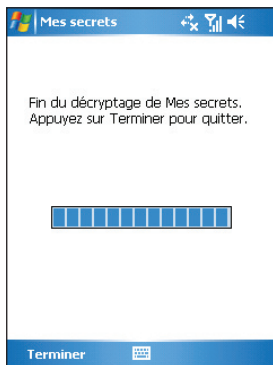 Mes secrets
Fin du décryptage de Mes secrets.
Appuyez sur Terminer pour quitter.
Terminer